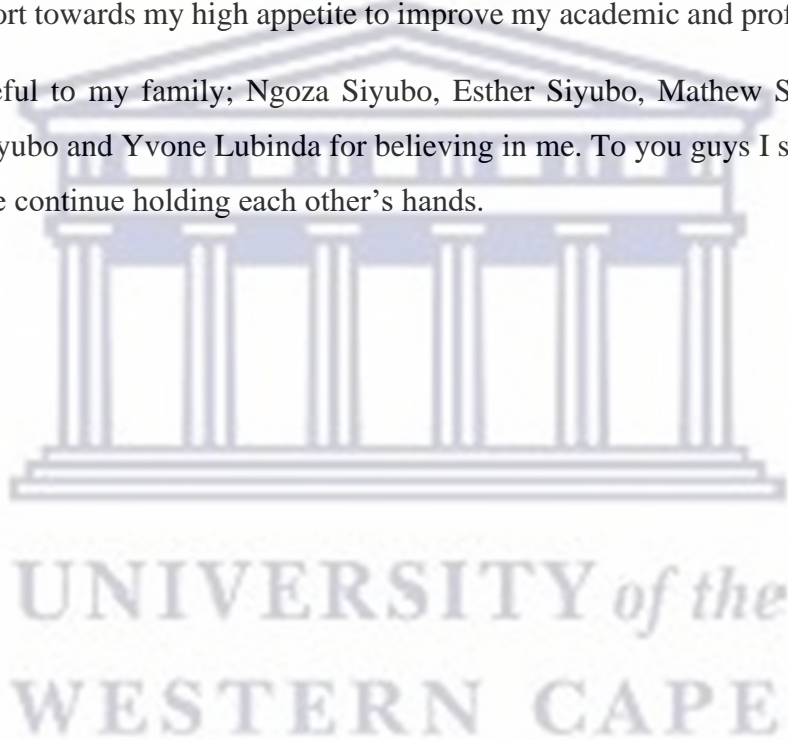 ort towards my high appetite to improve my academic and prof
eful to my family; Ngoza Siyubo, Esther Siyubo, Mathew S
yubo and Yvone Lubinda for believing in me. To you guys I s
e continue holding each other’s hands.
UNIVERSITY of the
WESTERN CAPE